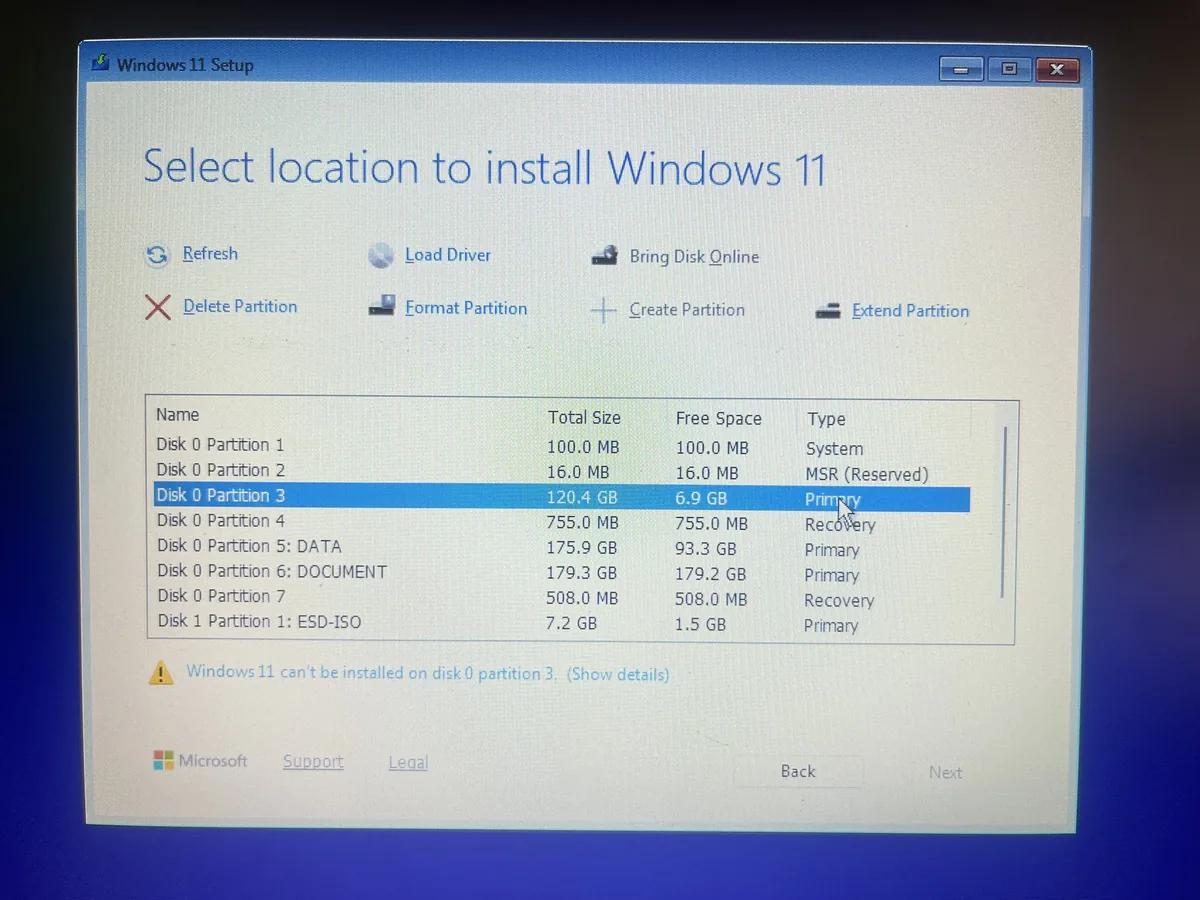 Windows 11 Setup
Select location to install Windows 11
Refresh Load Driver Bring Disk Online
Delete Partition Format Partition Create Partition Extend Partition
Name Total Size Free Space Type
Disk 0 Partition 1 100.0 MB 100.0 MB System
Disk 0 Partition 2 16.0 MB 16.0 MB MSR (Reserved)
Disk 0 Partition 3 120.4 GB 6.9 GB Primary
Disk 0 Partition 4 755.0 MB 755.0 MB Recovery
Disk 0 Partition 5: DATA 175.9 GB 93.3 GB Primary
Disk 0 Partition 6: DOCUMENT 179.3 GB 179.2 GB Primary
Disk 0 Partition 7 508.0 MB 508.0 MB Recovery
Disk 1 Partition 1: ESD-ISO 7.2 GB 1.5 GB Primary
Windows 11 can't be installed on disk 0 partition 3. (Show details)
Microsoft Support Legal Back Next